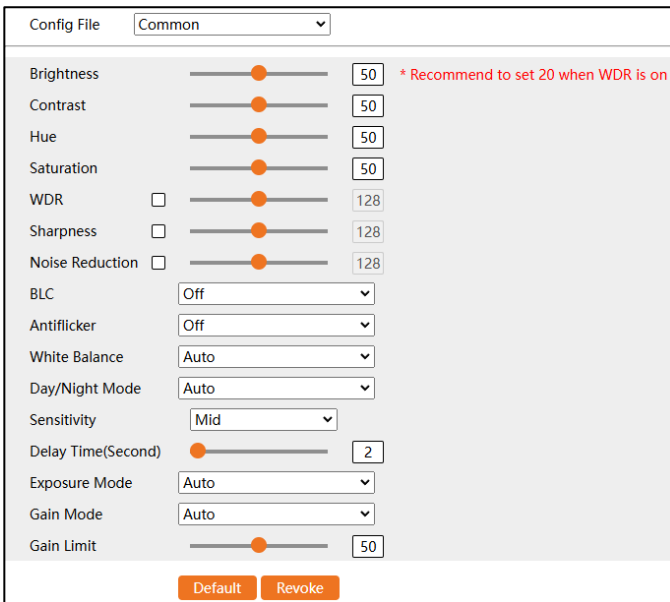 Config File Common
Brightness 50 * Recommend to set 20 when WDR is on
Contrast 50
Hue 50
Saturation 50
WDR 128
Sharpness 128
Noise Reduction 128
BLC Off
Antiflicker Off
White Balance Auto
Day/Night Mode Auto
Sensitivity Mid
Delay Time(Second) 2
Exposure Mode Auto
Gain Mode Auto
Gain Limit 50
Default Revoke